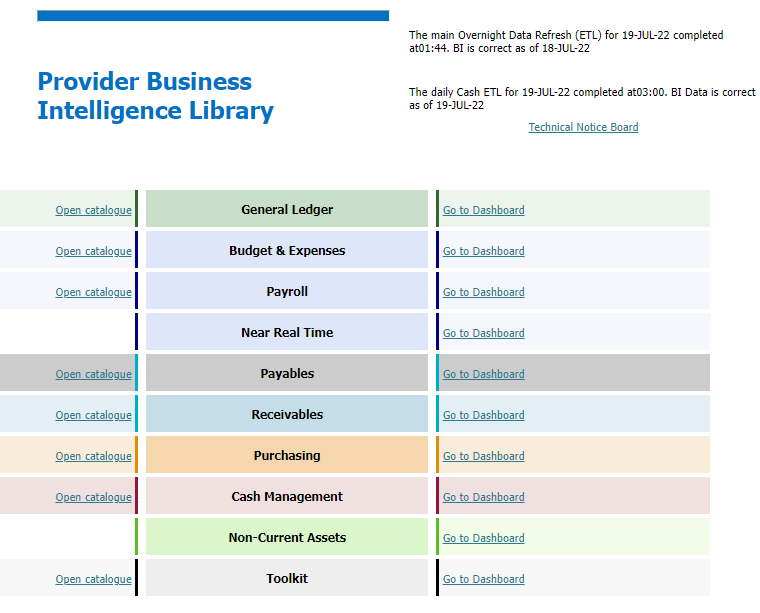 The main Overnight Data Refresh (ETL) for 19-JUL-22 completed
at01:44. BI is correct as of 18-JUL-22
Provider Business
Intelligence Library
The daily Cash ETL for 19-JUL-22 completed at03:00. BI Data is correct
as of 19-JUL-22
Technical Notice Board
Open catalogue General Ledger Go to Dashboard
Open catalogue Budget & Expenses Go to Dashboard
Open catalogue Payroll Go to Dashboard
Near Real Time Go to Dashboard
Open catalogue Payables Go to Dashboard
Open catalogue Receivables Go to Dashboard
Open catalogue Purchasing Go to Dashboard
Open catalogue Cash Management Go to Dashboard
Non-Current Assets Go to Dashboard
Open catalogue Toolkit Go to Dashboard